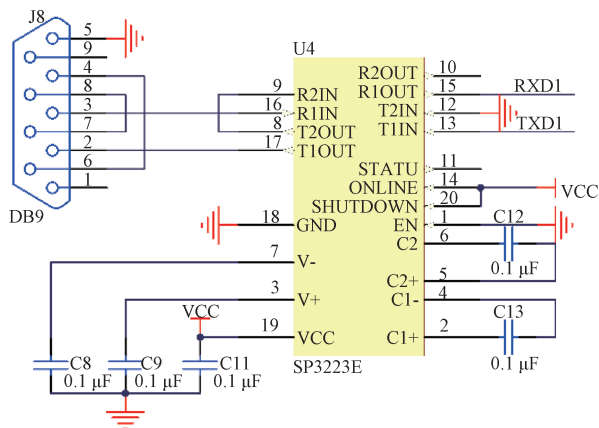 J8
5
9
4
8
3
7
2
6
1
DB9
U4
9 R2IN
16 R1IN
8 T2OUT
17 T1OUT
18 GND
7 V-
3 V+
19 VCC
R2OUT 10
R1OUT 15 RXD1
T2IN 12
T1IN 13 TXD1
STATU 11
ONLINE 14
VCC
SHUTDOWN 20
EN 1
C2 6
C12
0.1 μF
C2+ 5
C1- 4
C13
C1+ 2
0.1 μF
SP3223E
VCC
C8
0.1 μF
C9
0.1 μF
C11
0.1 μF